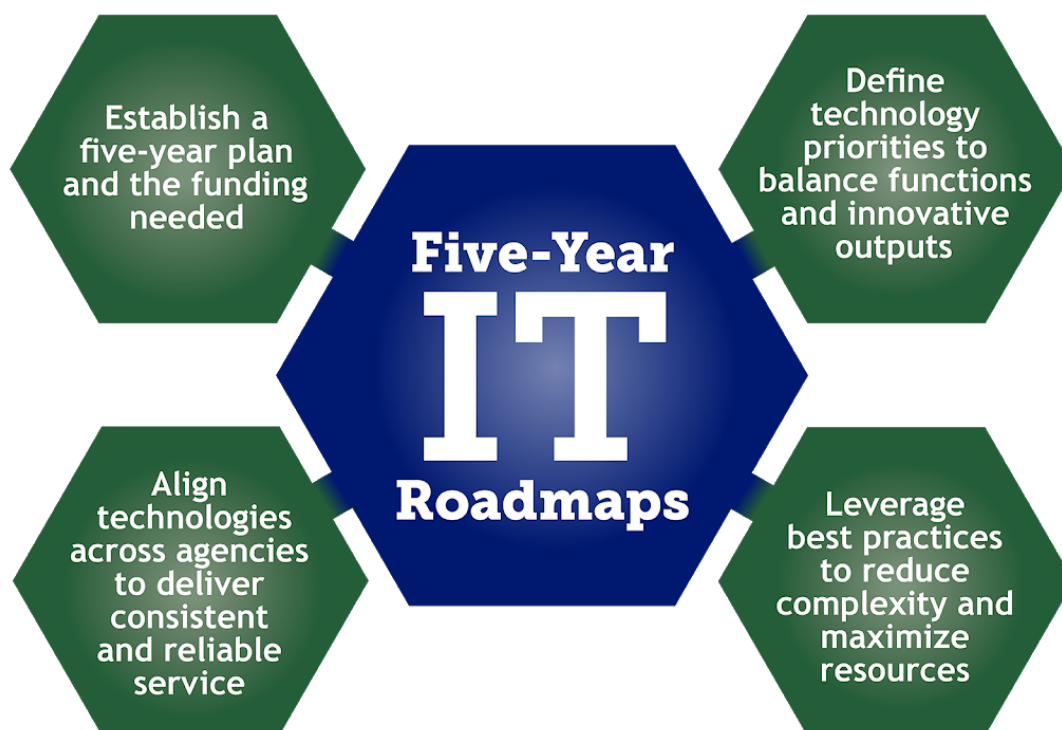 Establish a
five-year plan
and the funding
needed
Define
technology
priorities to
balance functions
and innovative
outputs
Five-Year
IT
Roadmaps
Align
technologies
across agencies
to deliver
consistent
and reliable
service
Leverage
best practices
to reduce
complexity and
maximize
resources